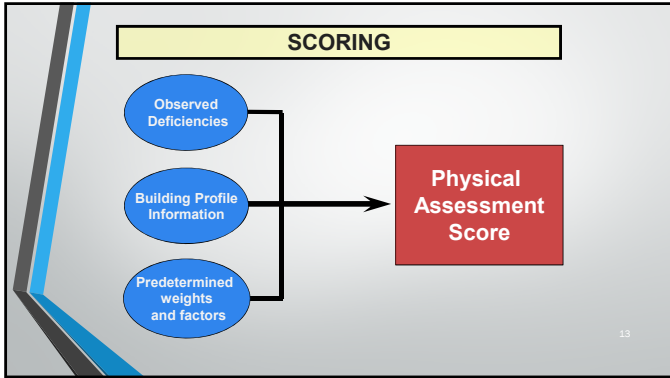 SCORING
Observed
Deficiencies
Building Profile
Information
Predetermined
weights
and factors
Physical
Assessment
Score
13